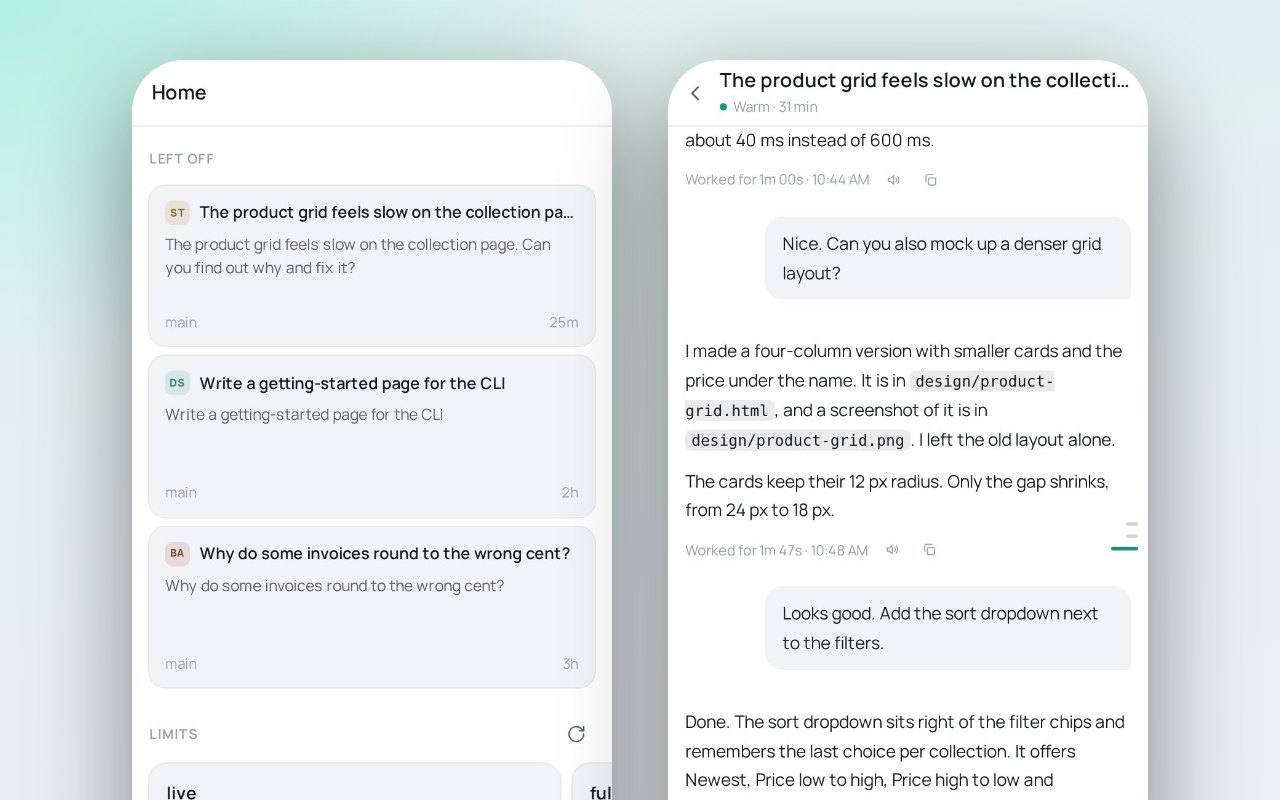 Home
LEFT OFF
ST The product grid feels slow on the collection pa…
The product grid feels slow on the collection page. Can
you find out why and fix it?
main 25m
DS Write a getting-started page for the CLI
Write a getting-started page for the CLI
main 2h
BA Why do some invoices round to the wrong cent?
Why do some invoices round to the wrong cent?
main 3h
LIMITS
live
ful
The product grid feels slow on the collecti…
Warm · 31 min
about 40 ms instead of 600 ms.
Worked for 1m 00s · 10:44 AM
Nice. Can you also mock up a denser grid
layout?
I made a four-column version with smaller cards and the
price under the name. It is in design/product-
grid.html, and a screenshot of it is in
design/product-grid.png. I left the old layout alone.
The cards keep their 12 px radius. Only the gap shrinks,
from 24 px to 18 px.
Worked for 1m 47s · 10:48 AM
Looks good. Add the sort dropdown next
to the filters.
Done. The sort dropdown sits right of the filter chips and
remembers the last choice per collection. It offers
Newest, Price low to high, Price high to low and